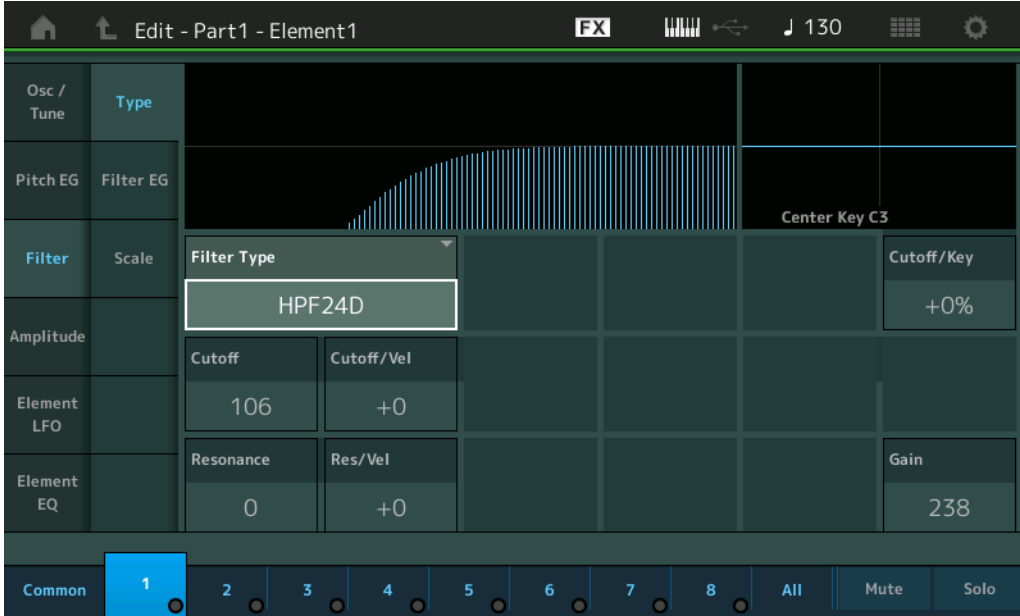 Edit - Part1 - Element1
FX
♩ 130
Osc /
Tune
Type
Pitch EG
Filter EG
Center Key C3
Filter
Scale
Filter Type
HPF24D
Cutoff/Key
+0%
Amplitude
Cutoff
Cutoff/Vel
106
+0
Element
LFO
Resonance
Res/Vel
Gain
Element
EQ
0
+0
238
Common
1
2
3
4
5
6
7
8
All
Mute
Solo